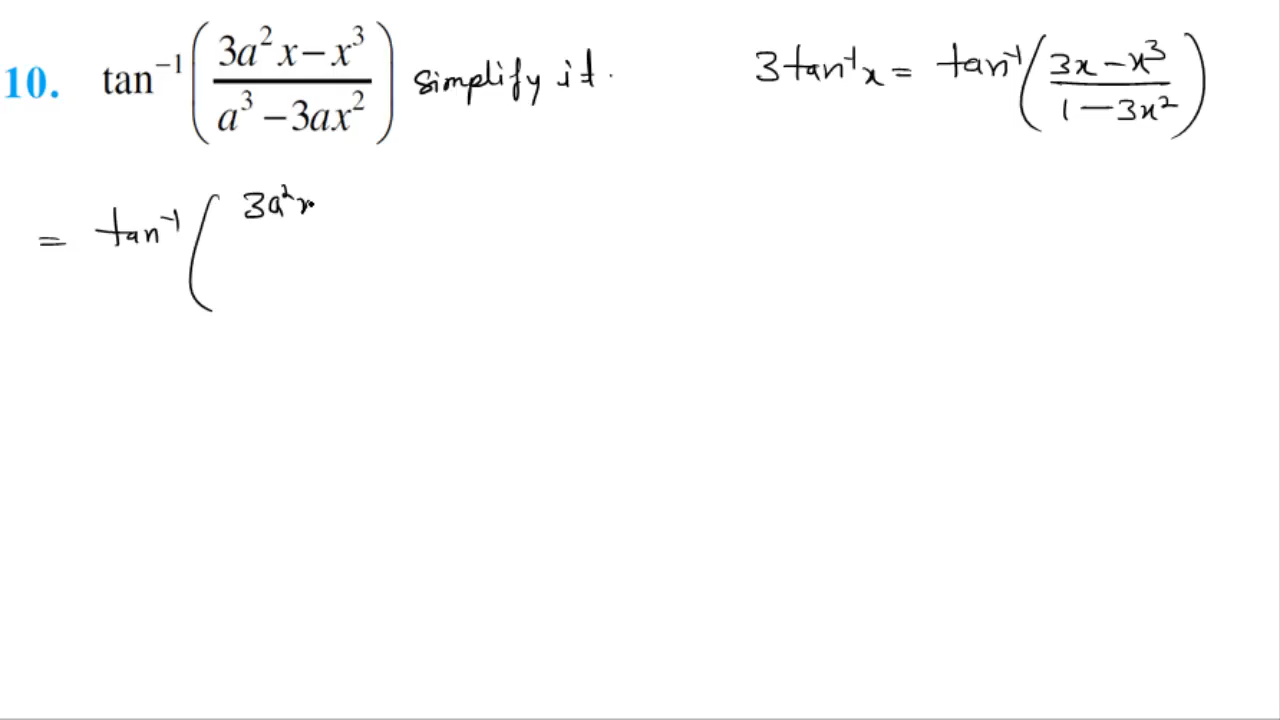 10. tan⁻¹((3a²x − x³)/(a³ − 3ax²)) simplify it. 3tan⁻¹x = tan⁻¹((3x − x³)/(1 − 3x²))
= tan⁻¹( 3a²x